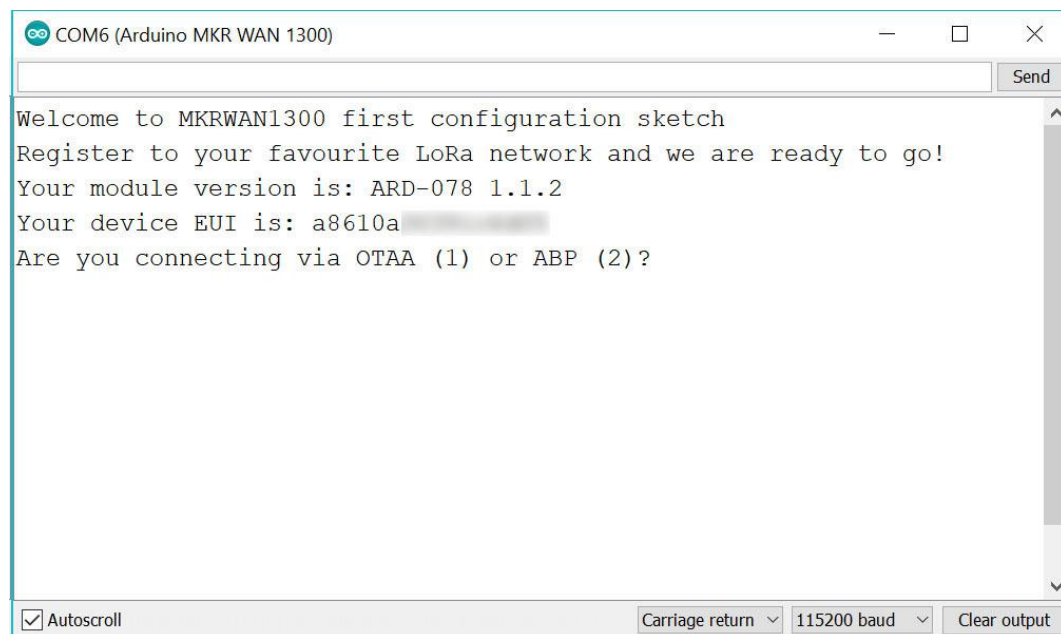 COM6 (Arduino MKR WAN 1300)
Send
Welcome to MKRWAN1300 first configuration sketch
Register to your favourite LoRa network and we are ready to go!
Your module version is: ARD-078 1.1.2
Your device EUI is: a8610a
Are you connecting via OTAA (1) or ABP (2)?
Autoscroll Carriage return 115200 baud Clear output